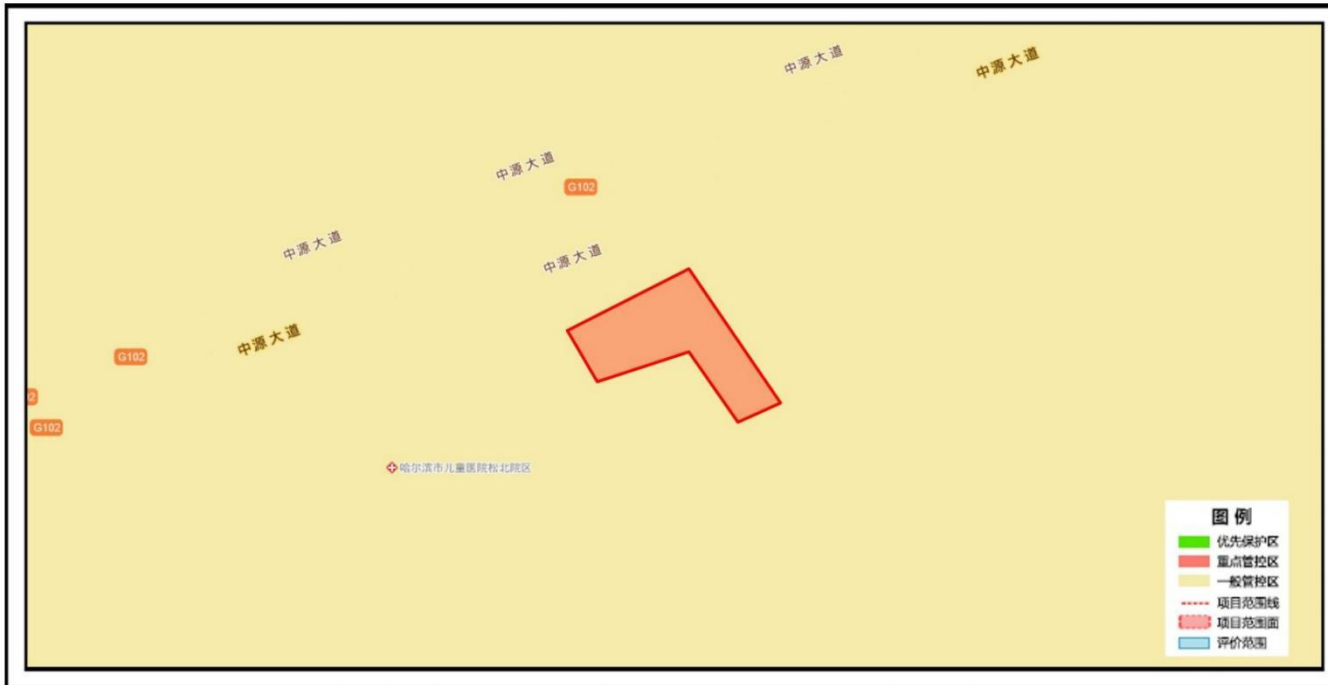 中源大道
中源大道
中源大道
G102
中源大道
中源大道
中源大道
G102
G102
哈尔滨市儿童医院松北院区
图例
优先保护区
重点管控区
一般管控区
项目范围线
项目范围面
评价范围